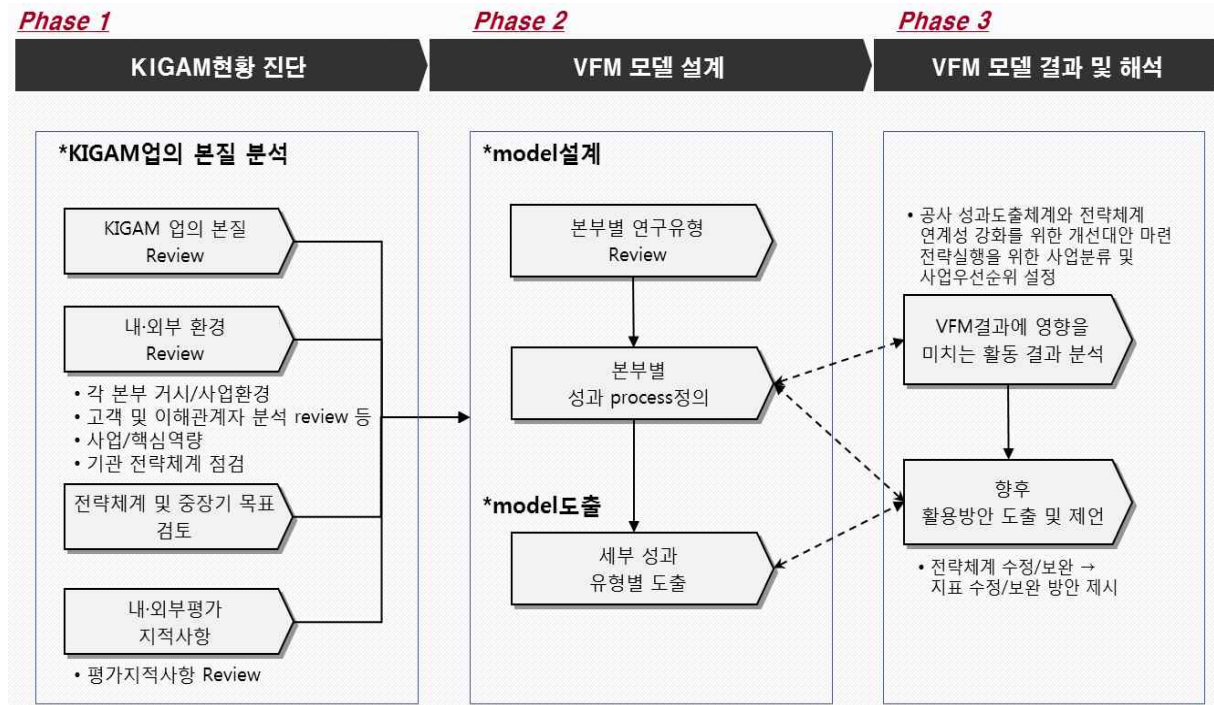 Phase 1
KIGAM현황 진단
*KIGAM업의 본질 분석
KIGAM 업의 본질
Review
내·외부 환경
Review
• 각 본부 거시/사업환경
• 고객 및 이해관계자 분석 review 등
• 사업/핵심역량
• 기관 전략체계 점검
전략체계 및 중장기 목표
검토
내·외부평가
지적사항
• 평가지적사항 Review
Phase 2
VFM 모델 설계
*model설계
본부별 연구유형
Review
본부별
성과 process정의
*model도출
세부 성과
유형별 도출
Phase 3
VFM 모델 결과 및 해석
• 공사 성과도출체계와 전략체계
연계성 강화를 위한 개선대안 마련
전략실행을 위한 사업분류 및
사업우선순위 설정
VFM결과에 영향을
미치는 활동 결과 분석
향후
활용방안 도출 및 제언
• 전략체계 수정/보완 →
지표 수정/보완 방안 제시